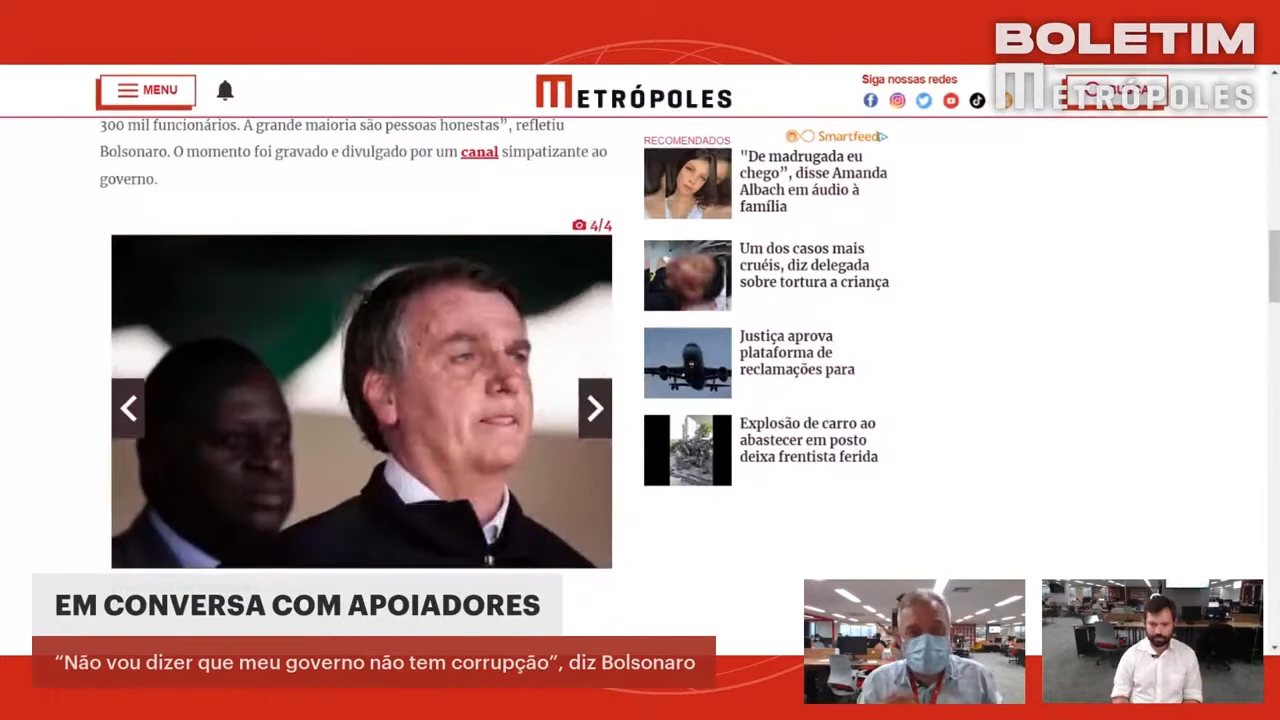 BOLETIM
METRÓPOLES
MENU
METRÓPOLES
Siga nossas redes
300 mil funcionários. A grande maioria são pessoas honestas”, refletiu
Bolsonaro. O momento foi gravado e divulgado por um canal simpatizante ao
governo.
4/4
RECOMENDADOS
Smartfeed
"De madrugada eu
chego”, disse Amanda
Albach em áudio à
família
Um dos casos mais
cruéis, diz delegada
sobre tortura a criança
Justiça aprova
plataforma de
reclamações para
Explosão de carro ao
abastecer em posto
deixa frentista ferida
EM CONVERSA COM APOIADORES
“Não vou dizer que meu governo não tem corrupção”, diz Bolsonaro